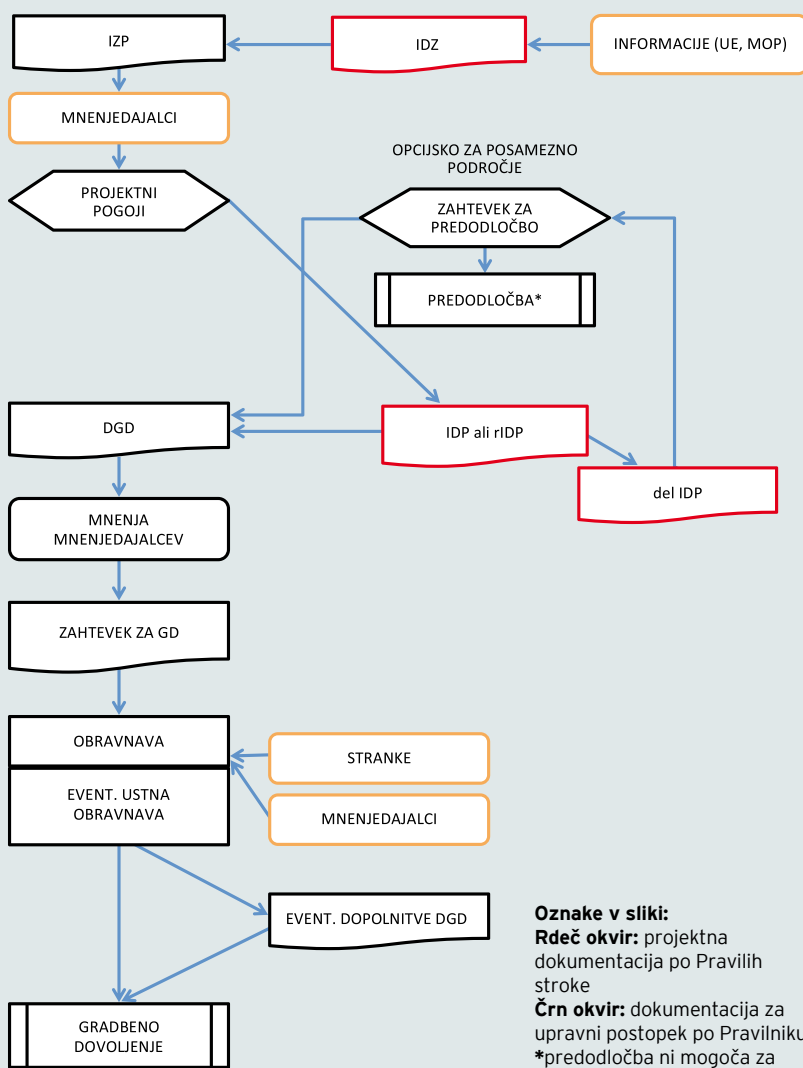 IZP
IDZ
INFORMACIJE (UE, MOP)
MNENJEDAJALCI
OPCIJSKO ZA POSAMEZNO
PODROČJE
PROJEKTNI
POGOJI
ZAHTEVEK ZA
PREDODLOČBO
PREDODLOČBA*
DGD
IDP ali rIDP
del IDP
MNENJA
MNENJEDAJALCEV
ZAHTEVEK ZA GD
OBRAVNAVA
STRANKE
EVENT. USTNA
OBRAVNAVA
MNENJEDAJALCI
EVENT. DOPOLNITVE DGD
GRADBENO
DOVOLJENJE
Oznake v sliki:
Rdeč okvir: projektna
dokumentacija po Pravilih
stroke
Črn okvir: dokumentacija za
upravni postopek po Pravilniku
*predodločba ni mogoča za